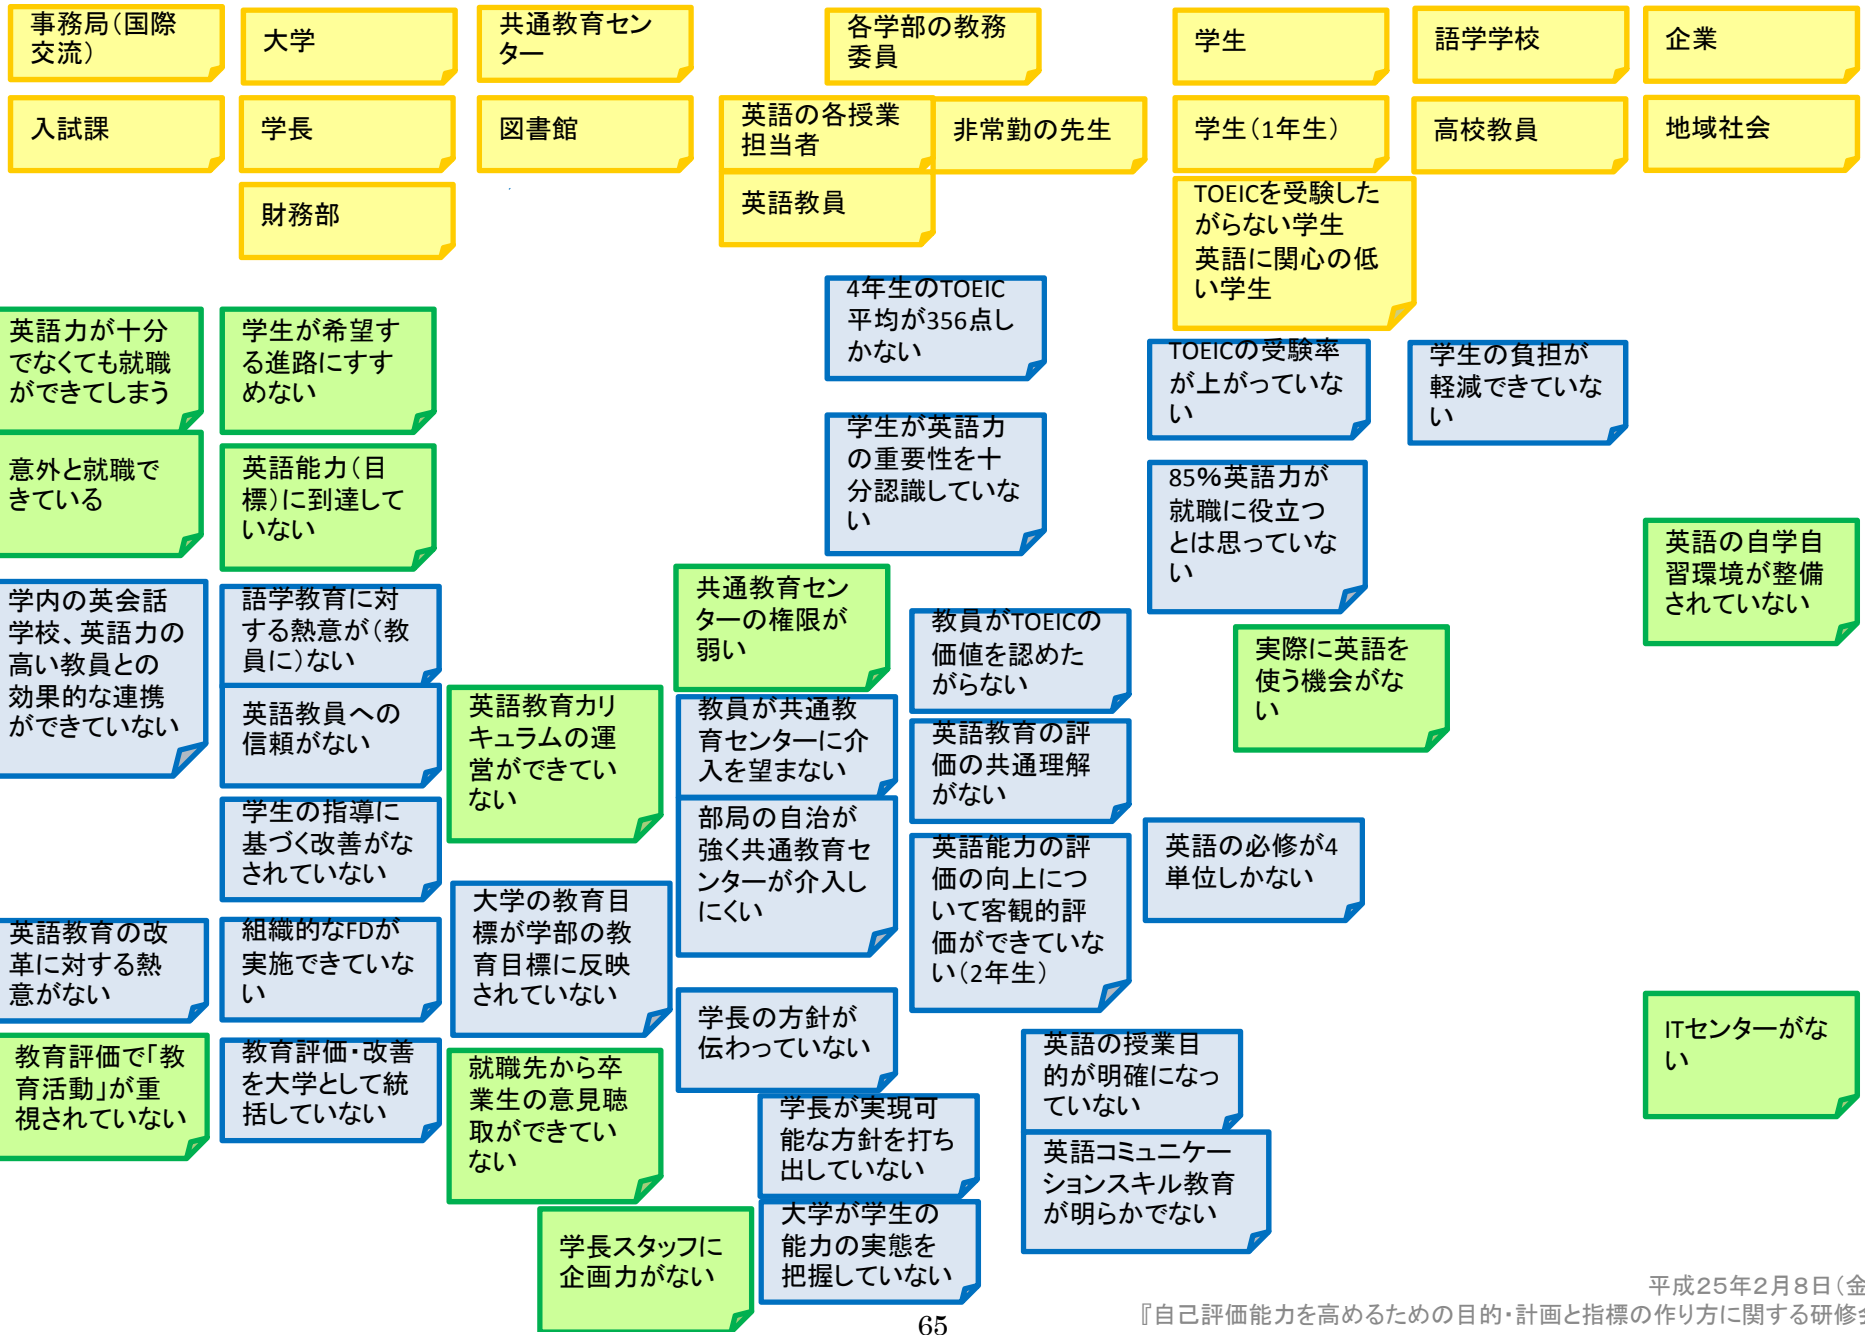 事務局(国際
交流)
大学
共通教育セン
ター
各学部の教務
委員
学生
語学学校
企業
入試課
学長
図書館
英語の各授業
担当者
非常勤の先生
学生(1年生)
高校教員
地域社会
財務部
英語教員
TOEICを受験した
がらない学生
英語に関心の低
い学生
4年生のTOEIC
平均が356点し
かない
英語力が十分
でなくても就職
ができてしまう
学生が希望す
る進路にすす
めない
TOEICの受験率
が上がっていな
い
学生の負担が
軽減できていな
い
学生が英語力
の重要性を十
分認識していな
い
意外と就職で
きている
英語能力(目
標)に到達して
いない
85%英語力が
就職に役立つ
とは思っていな
い
英語の自学自
習環境が整備
されていない
学内の英会話
学校、英語力の
高い教員との
効果的な連携
ができていない
語学教育に対
する熱意が(教
員に)ない
共通教育セン
ターの権限が
弱い
教員がTOEICの
価値を認めた
がらない
実際に英語を
使う機会がな
い
英語教員への
信頼がない
英語教育カリ
キュラムの運
営ができてい
ない
教員が共通教
育センターに介
入を望まない
英語教育の評
価の共通理解
がない
学生の指導に
基づく改善がな
されていない
部局の自治が
強く共通教育セ
ンターが介入し
にくい
英語能力の評
価の向上につ
いて客観的評
価ができていな
い(2年生)
英語の必修が4
単位しかない
大学の教育目
標が学部の教
育目標に反映
されていない
英語教育の改
革に対する熱
意がない
組織的なFDが
実施できていな
い
学長の方針が
伝わっていない
ITセンターがな
い
教育評価で「教
育活動」が重
視されていない
教育評価・改善
を大学として統
括していない
就職先から卒
業生の意見聴
取ができてい
ない
英語の授業目
的が明確になっ
ていない
学長が実現可
能な方針を打ち
出していない
英語コミュニケー
ションスキル教育
が明らかでない
学長スタッフに
企画力がない
大学が学生の
能力の実態を
把握していない
平成25年2月8日(金
『自己評価能力を高めるための目的・計画と指標の作り方に関する研修会
65